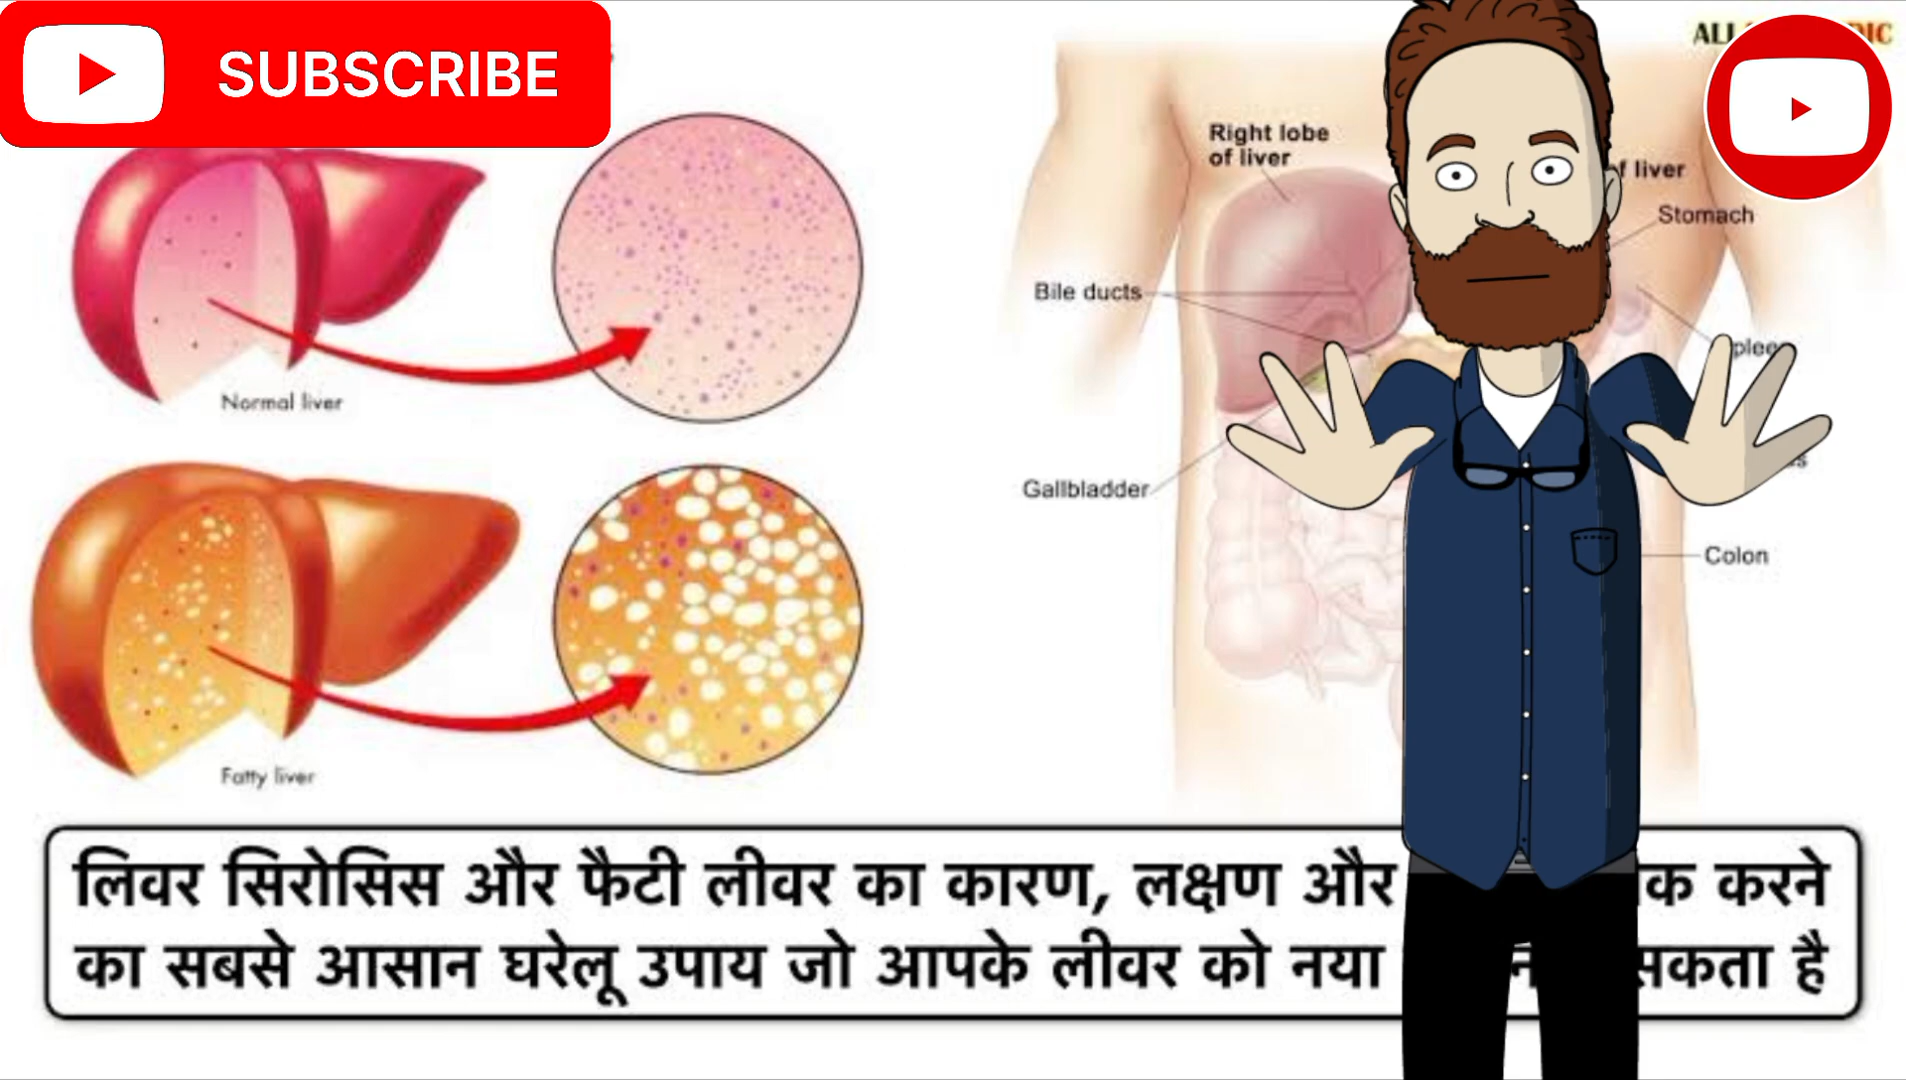 SUBSCRIBE
Right lobe
of liver
of liver
Stomach
Bile ducts
Normal liver
Gallbladder
Colon
Fatty liver
लिवर सिरोसिस और फैटी लीवर का कारण, लक्षण और करने
का सबसे आसान घरेलू उपाय जो आपके लीवर को नया सकता है